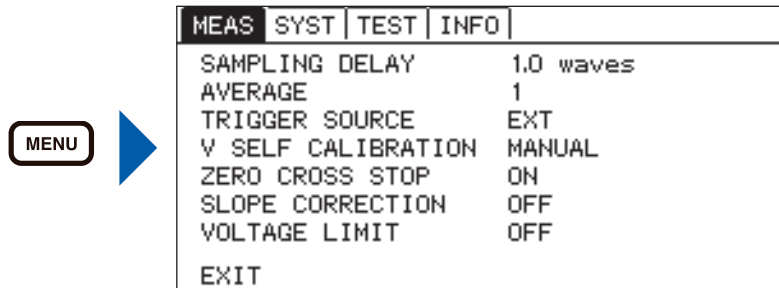 MENU
MEAS SYST TEST INFO
SAMPLING DELAY 1.0 waves
AVERAGE 1
TRIGGER SOURCE EXT
V SELF CALIBRATION MANUAL
ZERO CROSS STOP ON
SLOPE CORRECTION OFF
VOLTAGE LIMIT OFF
EXIT